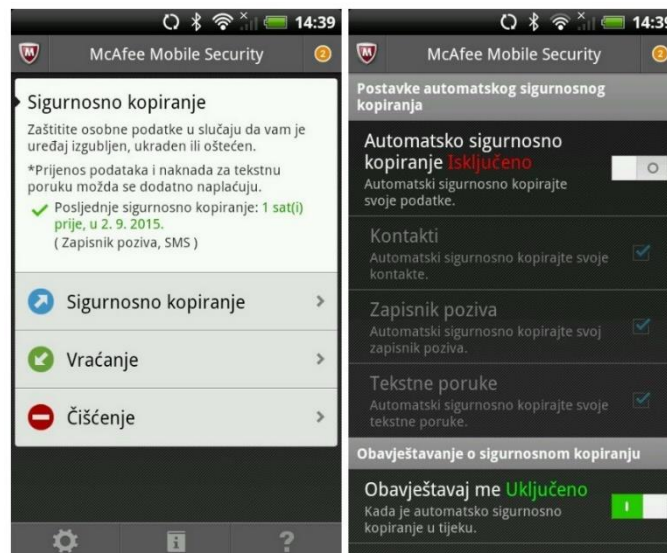 14:39
McAfee Mobile Security
2
Sigurnosno kopiranje
Zaštitite osobne podatke u slučaju da vam je
uređaj izgubljen, ukraden ili oštećen.
*Prijenos podataka i naknada za tekstnu
poruku možda se dodatno naplaćuju.
Posljednje sigurnosno kopiranje: 1 sat(i)
prije, u 2. 9. 2015.
( Zapisnik poziva, SMS )
Sigurnosno kopiranje
Vraćanje
Čišćenje
14:39
McAfee Mobile Security
2
Postavke automatskog sigurnosnog
kopiranja
Automatsko sigurnosno
kopiranje Isključeno
Automatski sigurnosno kopirajte
svoje podatke.
Kontakti
Automatski sigurnosno kopirajte svoje
kontakte.
Zapisnik poziva
Automatski sigurnosno kopirajte svoj
zapisnik poziva.
Tekstne poruke
Automatski sigurnosno kopirajte svoje
tekstne poruke.
Obavještavanje o sigurnosnom kopiranju
Obavještavaj me Uključeno
Kada je automatsko sigurnosno
kopiranje u tijeku.